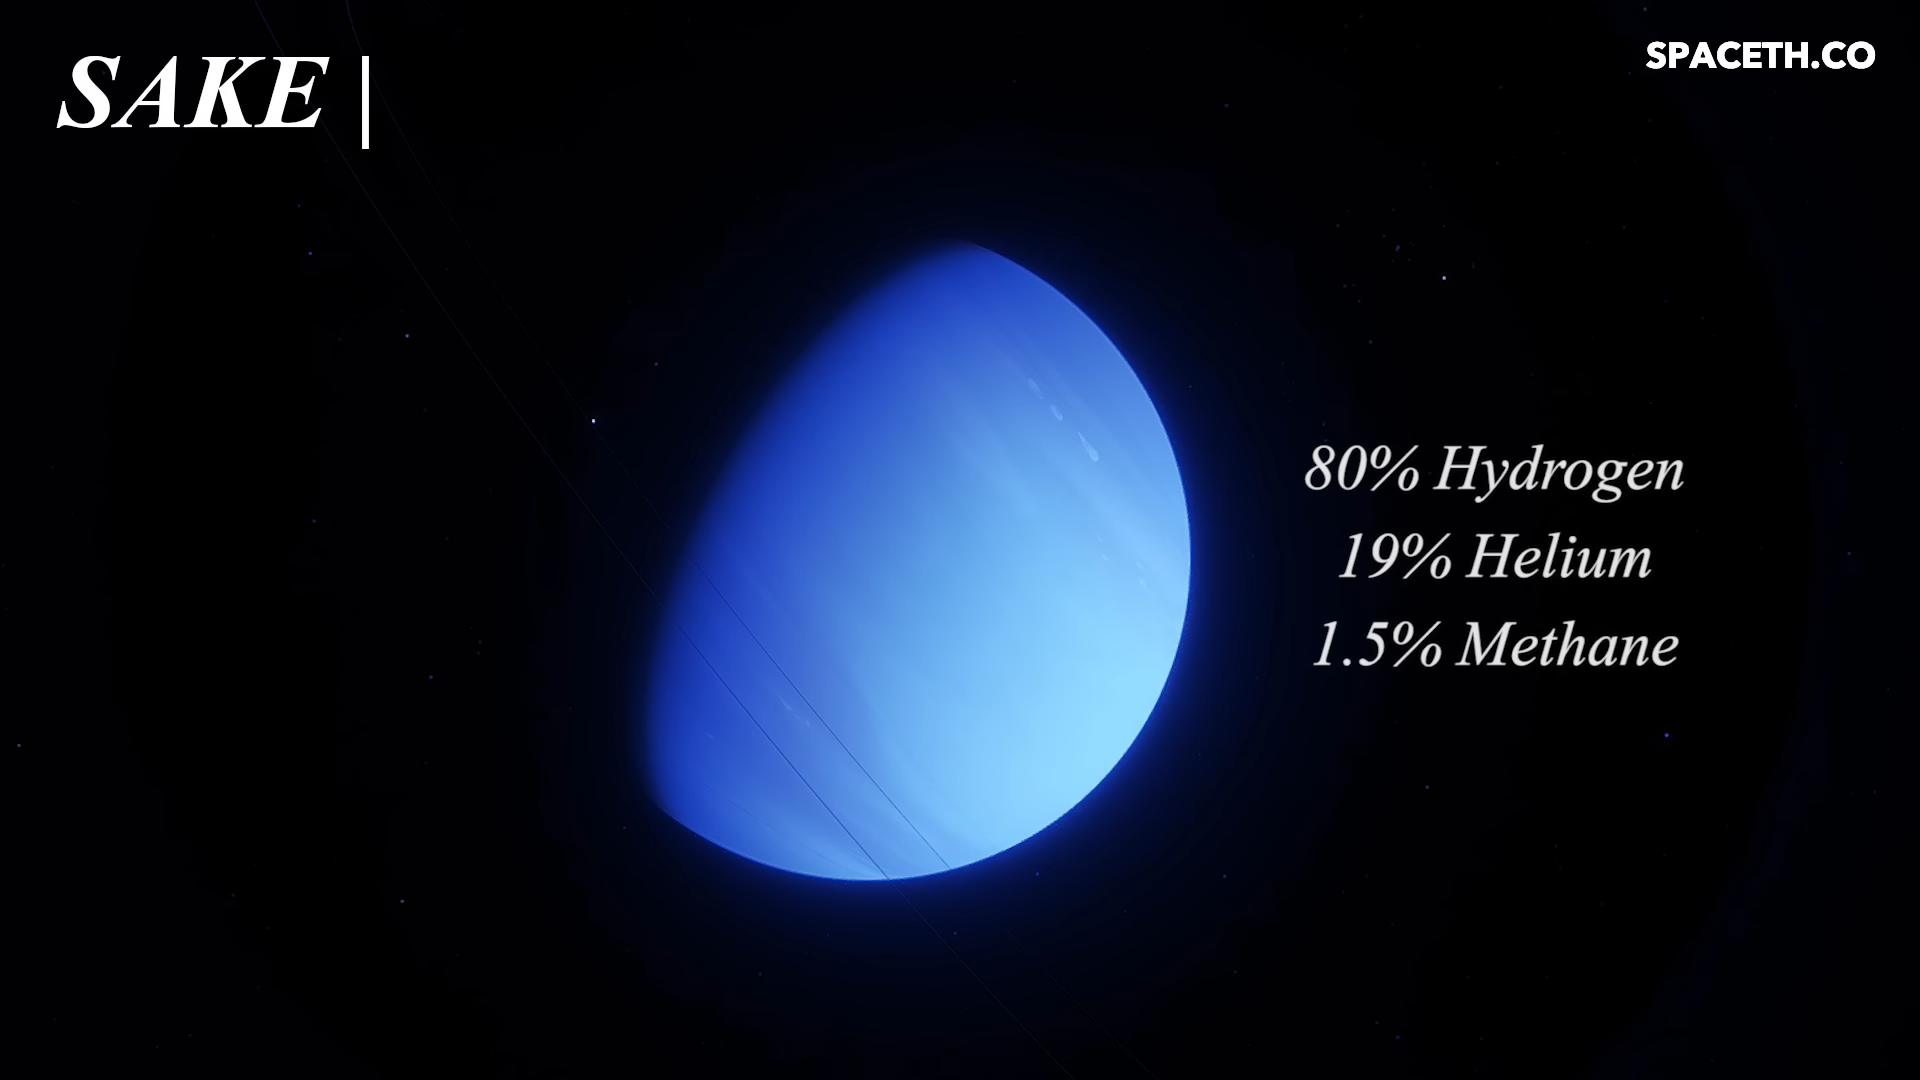 SAKE |
SPACETH.CO
80% Hydrogen
19% Helium
1.5% Methane